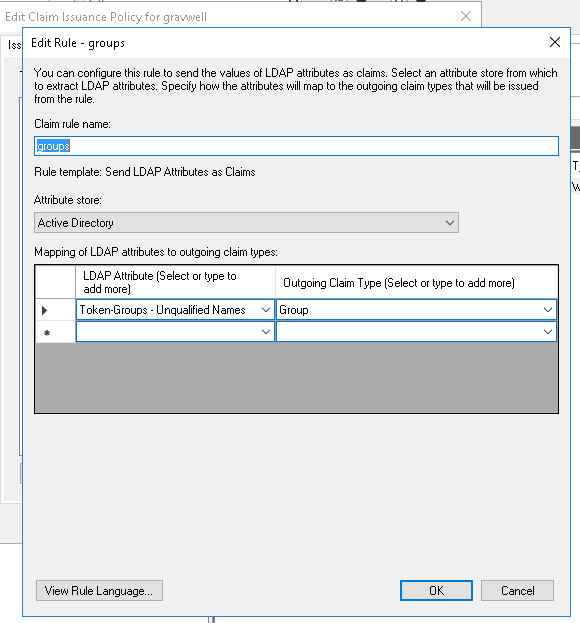 Edit Claim Issuance Policy for gravwell
Edit Rule - groups
You can configure this rule to send the values of LDAP attributes as claims. Select an attribute store from which
to extract LDAP attributes. Specify how the attributes will map to the outgoing claim types that will be issued
from the rule.
Claim rule name:
groups
Rule template: Send LDAP Attributes as Claims
Attribute store:
Active Directory
Mapping of LDAP attributes to outgoing claim types:
LDAP Attribute (Select or type to
add more)
Outgoing Claim Type (Select or type to add more)
Token-Groups - Unqualified Names
Group
View Rule Language...
OK
Cancel